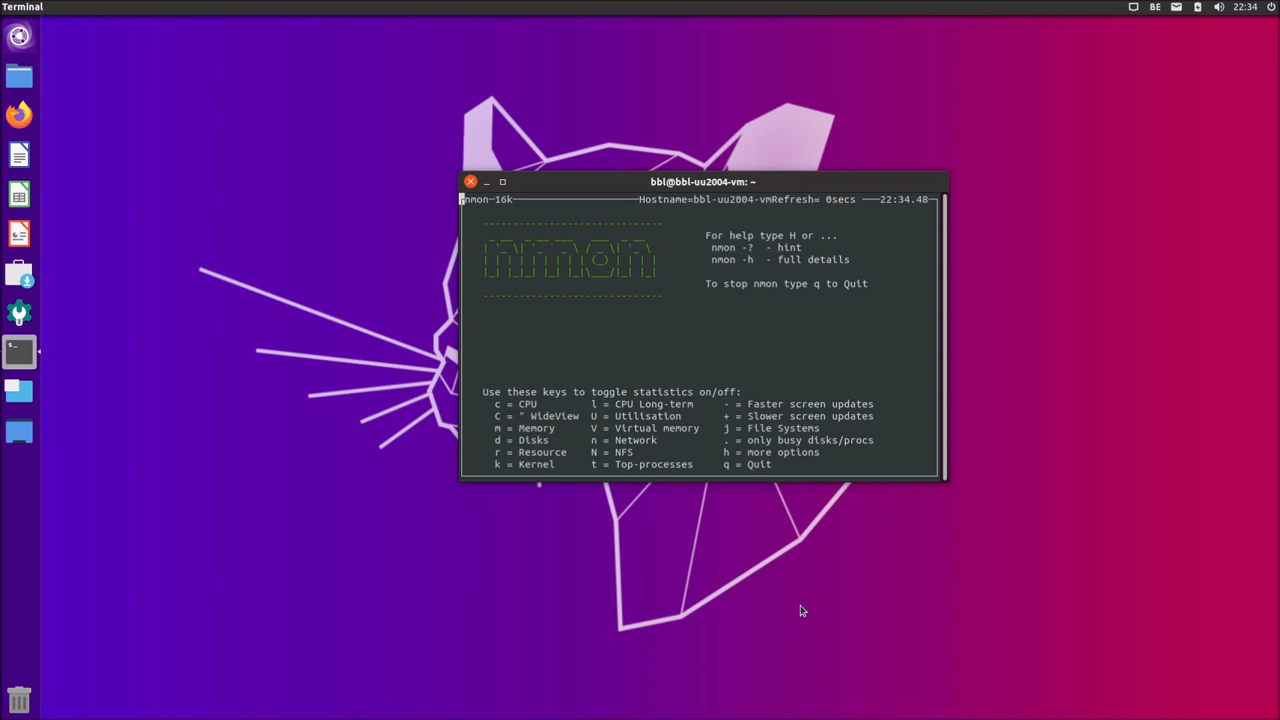 Terminal
BE
22:34
bbl@bbl-uu2004-vm: ~
nmon-16k Hostname=bbl-uu2004-vmRefresh= 0secs 22:34.48
nmon
For help type H or ...
nmon -? - hint
nmon -h - full details
To stop nmon type q to Quit
Use these keys to toggle statistics on/off:
c = CPU l = CPU Long-term - = Faster screen updates
C = " WideView U = Utilisation + = Slower screen updates
m = Memory V = Virtual memory j = File Systems
d = Disks n = Network . = only busy disks/procs
r = Resource N = NFS h = more options
k = Kernel t = Top-processes q = Quit